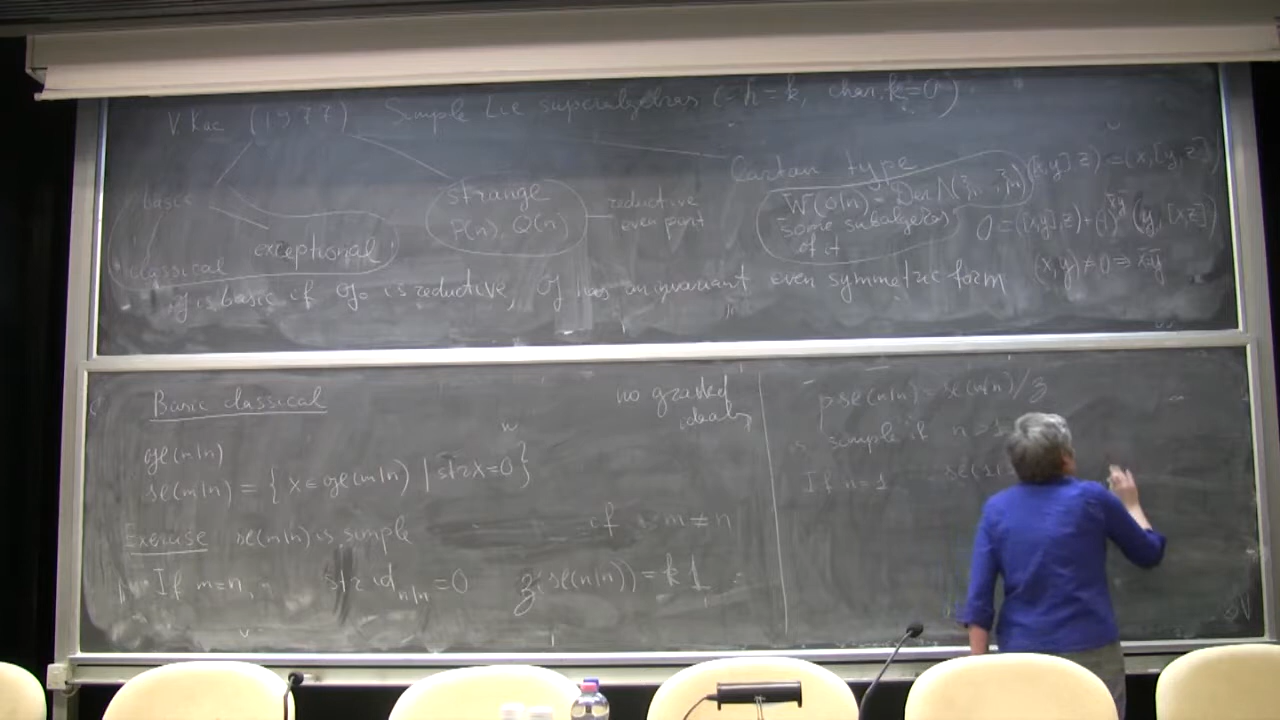 V. Kac (1977) Simple Lie superalgebras (k̄=k, char k=0)
basic
classical
exceptional
strange
P(n), Q(n)
reductive
even part
Cartan type
W(0|n) = Der Λ(ξ₁, ..., ξₙ)
some subalgebras
of it
([x,y],z) = (x,[y,z])
(x,y) ≠ 0 ⇒ x̄=ȳ
g is basic if g₀ is reductive, g has an invariant even symmetric form
Basic classical
no graded
ideals
gl(m|n)
sl(m|n) = { x ∈ gl(m|n) | str x=0 }
Exercise sl(m|n) is simple if m ≠ n
If m=n, str id n|n = 0 z(sl(n|n)) = k 1
psl(n|n) = sl(n|n)/z
is simple if n > 1
If n=1